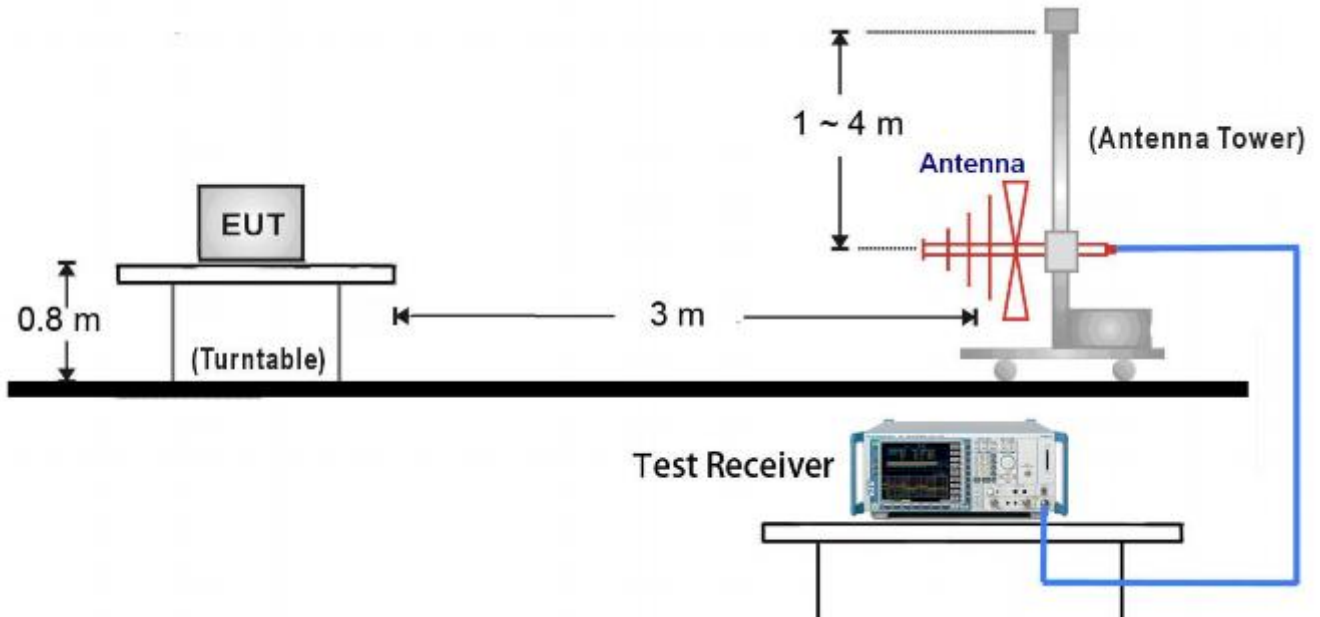 1 ~ 4 m
(Antenna Tower)
Antenna
EUT
0.8 m
3 m
(Turntable)
Test Receiver